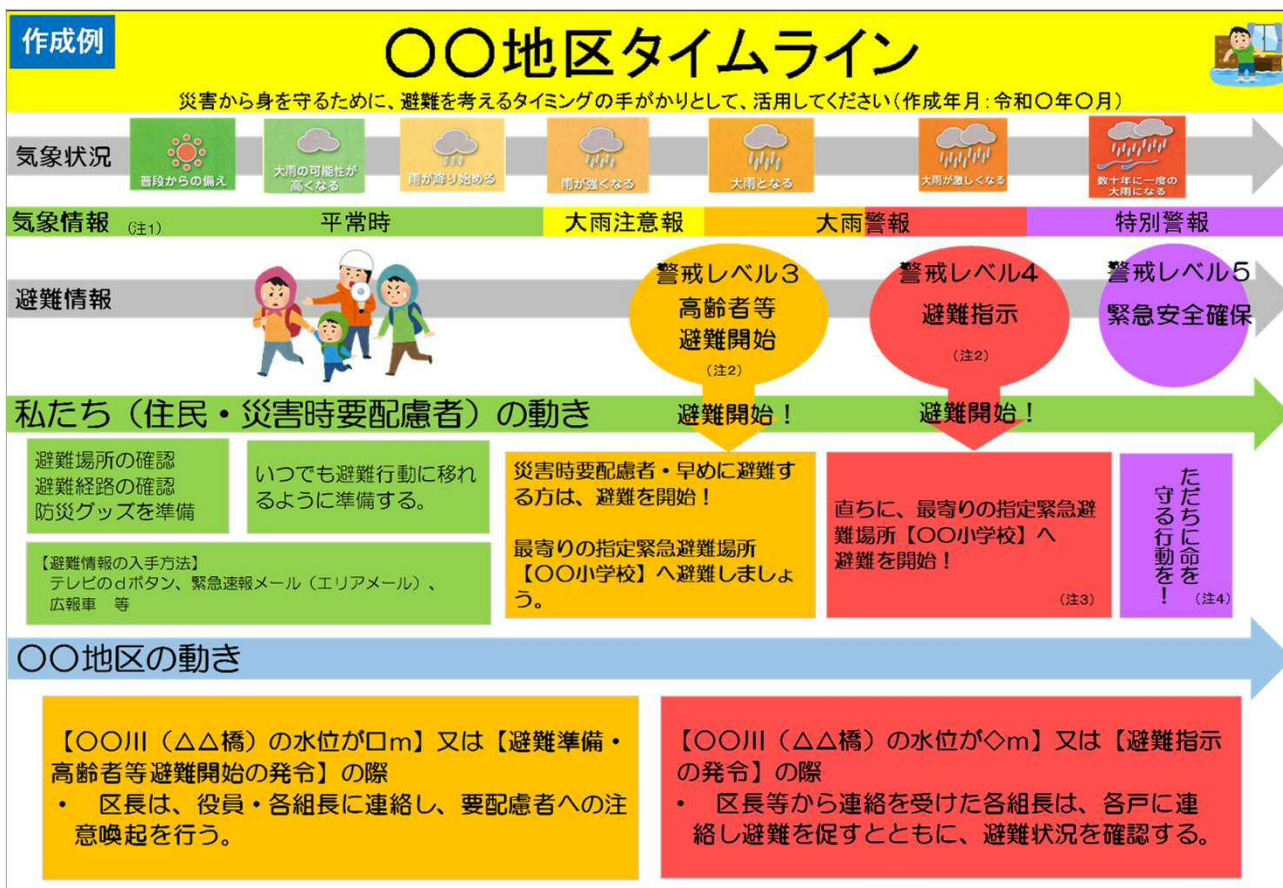 作成例
〇〇地区タイムライン
災害から身を守るために、避難を考えるタイミングの手がかりとして、活用してください(作成年月:令和〇年〇月)
気象状況
普段からの備え
大雨の可能性が
高くなる
雨が降り始める
雨が強くなる
大雨となる
大雨が激しくなる
数十年に一度の
大雨になる
気象情報 (注1)
平常時
大雨注意報
大雨警報
特別警報
避難情報
警戒レベル3
高齢者等
避難開始
(注2)
警戒レベル4
避難指示
(注2)
警戒レベル5
緊急安全確保
私たち(住民・災害時要配慮者)の動き
避難開始!
避難開始!
避難場所の確認
避難経路の確認
防災グッズを準備
いつでも避難行動に移れ
るように準備する。
【避難情報の入手方法】
テレビのdボタン、緊急速報メール(エリアメール)、
広報車 等
災害時要配慮者・早めに避難す
る方は、避難を開始!
最寄りの指定緊急避難場所
【〇〇小学校】へ避難しましょ
う。
直ちに、最寄りの指定緊急避
難場所【〇〇小学校】へ
避難を開始!
(注3)
ただちに命を
守る行動を!
(注4)
〇〇地区の動き
【〇〇川(△△橋)の水位が□m】又は【避難準備・
高齢者等避難開始の発令】の際
・ 区長は、役員・各組長に連絡し、要配慮者への注
意喚起を行う。
【〇〇川(△△橋)の水位が◇m】又は【避難指示
の発令】の際
・ 区長等から連絡を受けた各組長は、各戸に連
絡し避難を促すとともに、避難状況を確認する。